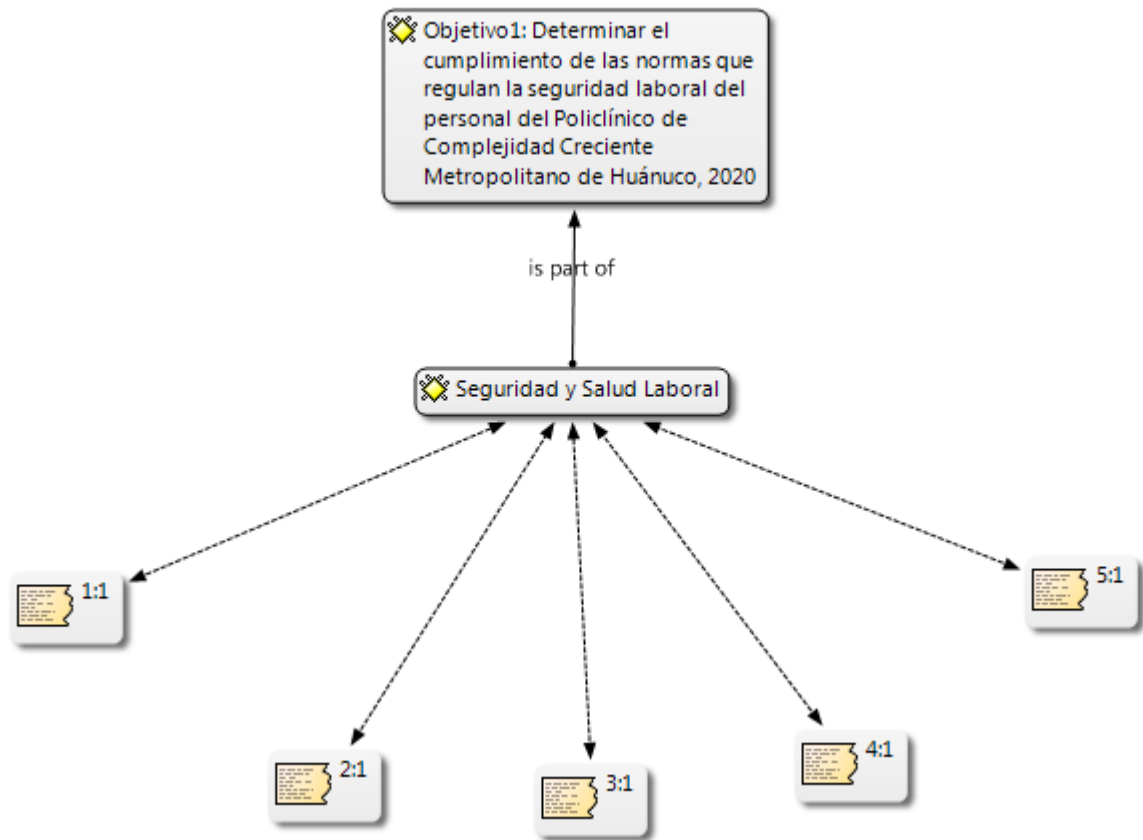 Objetivo1: Determinar el
cumplimiento de las normas que
regulan la seguridad laboral del
personal del Policlínico de
Complejidad Creciente
Metropolitano de Huánuco, 2020
is part of
Seguridad y Salud Laboral
1:1
5:1
2:1
3:1
4:1